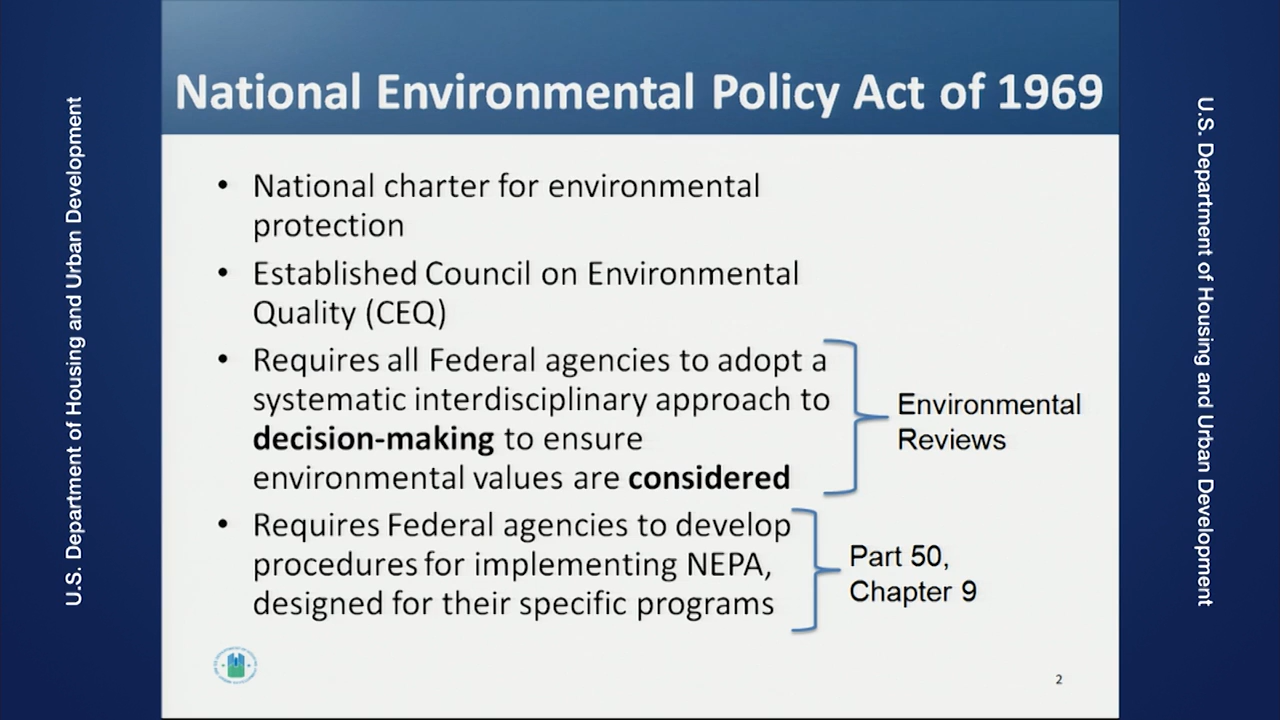 National Environmental Policy Act of 1969
• National charter for environmental
protection
• Established Council on Environmental
Quality (CEQ)
• Requires all Federal agencies to adopt a
systematic interdisciplinary approach to
decision-making to ensure
environmental values are considered
Environmental
Reviews
• Requires Federal agencies to develop
procedures for implementing NEPA,
designed for their specific programs
Part 50,
Chapter 9
2
U.S. Department of Housing and Urban Development
U.S. Department of Housing and Urban Development